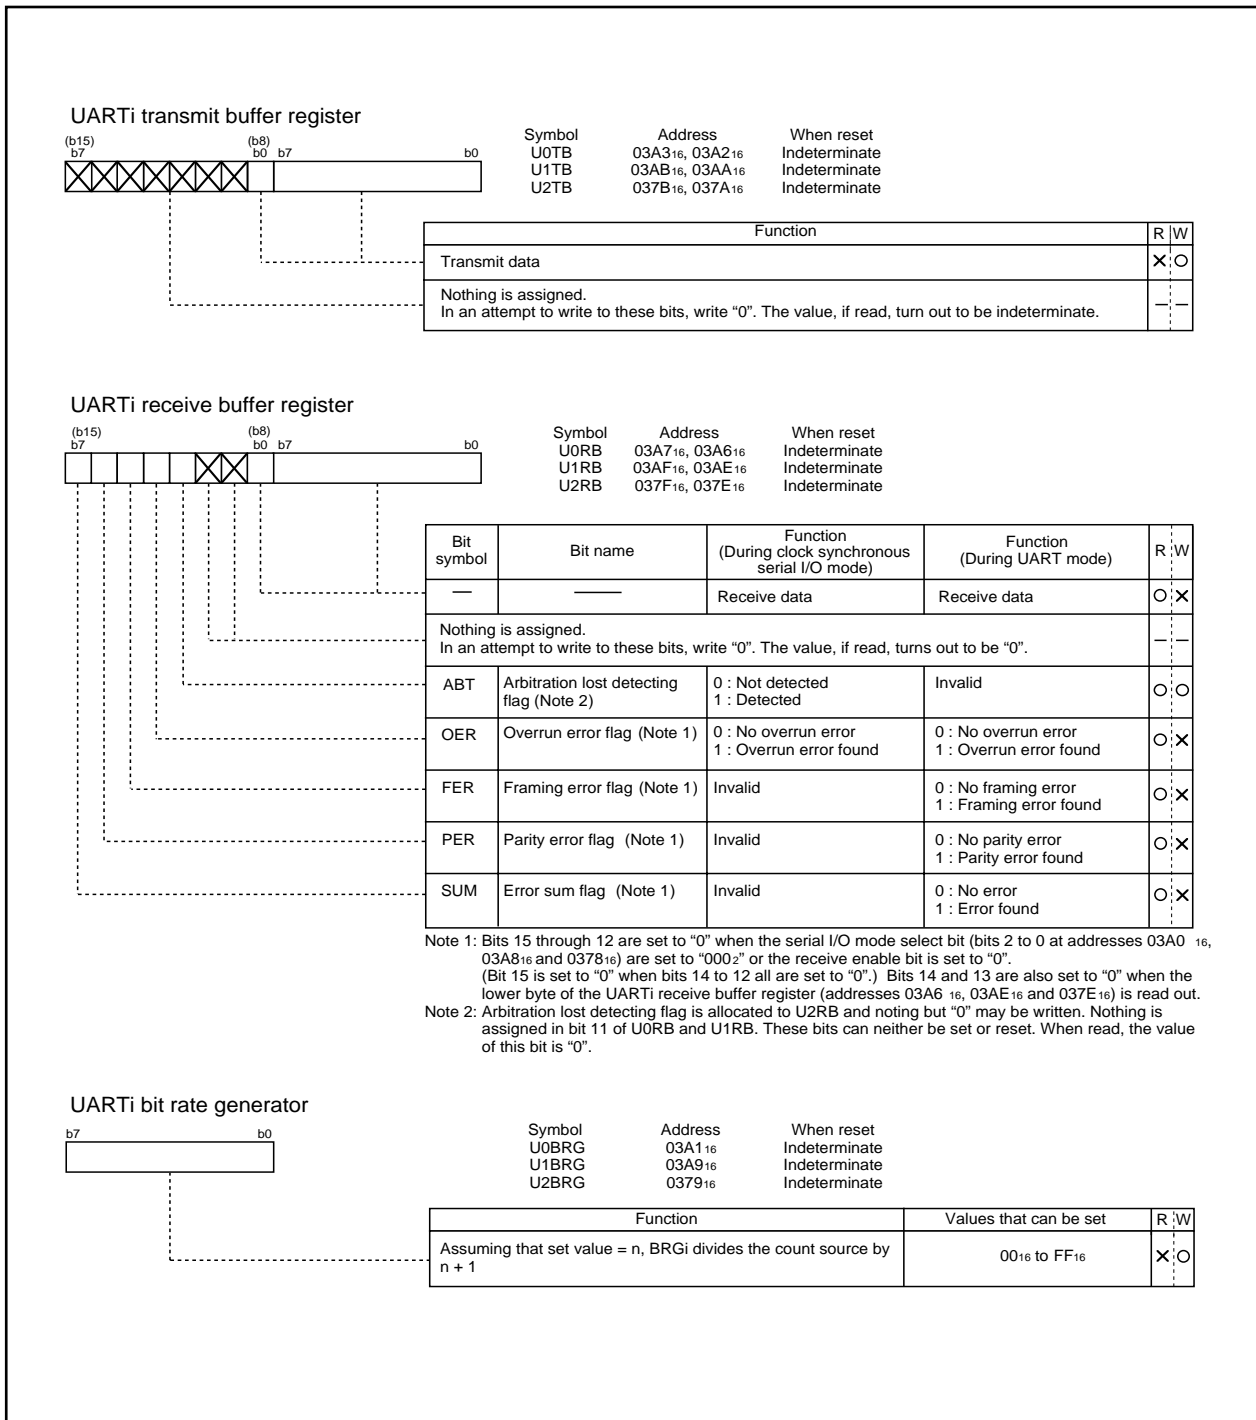 UARTi transmit buffer register
(b15) (b8)
b7 b0 b7 b0
Symbol Address When reset
U0TB 03A316, 03A216 Indeterminate
U1TB 03AB16, 03AA16 Indeterminate
U2TB 037B16, 037A16 Indeterminate
Function R W
Transmit data
Nothing is assigned.
In an attempt to write to these bits, write “0”. The value, if read, turn out to be indeterminate.
UARTi receive buffer register
(b15) (b8)
b7 b0 b7 b0
Symbol Address When reset
U0RB 03A716, 03A616 Indeterminate
U1RB 03AF16, 03AE16 Indeterminate
U2RB 037F16, 037E16 Indeterminate
Bit symbol Bit name Function (During clock synchronous serial I/O mode) Function (During UART mode) R W
Receive data Receive data
Nothing is assigned.
In an attempt to write to these bits, write “0”. The value, if read, turns out to be “0”.
ABT Arbitration lost detecting 0 : Not detected Invalid
flag (Note 2) 1 : Detected
OER Overrun error flag (Note 1) 0 : No overrun error 0 : No overrun error
1 : Overrun error found 1 : Overrun error found
FER Framing error flag (Note 1) Invalid 0 : No framing error
1 : Framing error found
PER Parity error flag (Note 1) Invalid 0 : No parity error
1 : Parity error found
SUM Error sum flag (Note 1) Invalid 0 : No error
1 : Error found
Note 1: Bits 15 through 12 are set to “0” when the serial I/O mode select bit (bits 2 to 0 at addresses 03A0 16,
03A816 and 037816) are set to “0002” or the receive enable bit is set to “0”.
(Bit 15 is set to “0” when bits 14 to 12 all are set to “0”.) Bits 14 and 13 are also set to “0” when the
lower byte of the UARTi receive buffer register (addresses 03A6 16, 03AE16 and 037E16) is read out.
Note 2: Arbitration lost detecting flag is allocated to U2RB and noting but “0” may be written. Nothing is
assigned in bit 11 of U0RB and U1RB. These bits can neither be set or reset. When read, the value
of this bit is “0”.
UARTi bit rate generator
b7 b0
Symbol Address When reset
U0BRG 03A116 Indeterminate
U1BRG 03A916 Indeterminate
U2BRG 037916 Indeterminate
Function Values that can be set R W
Assuming that set value = n, BRGi divides the count source by 0016 to FF16
n + 1